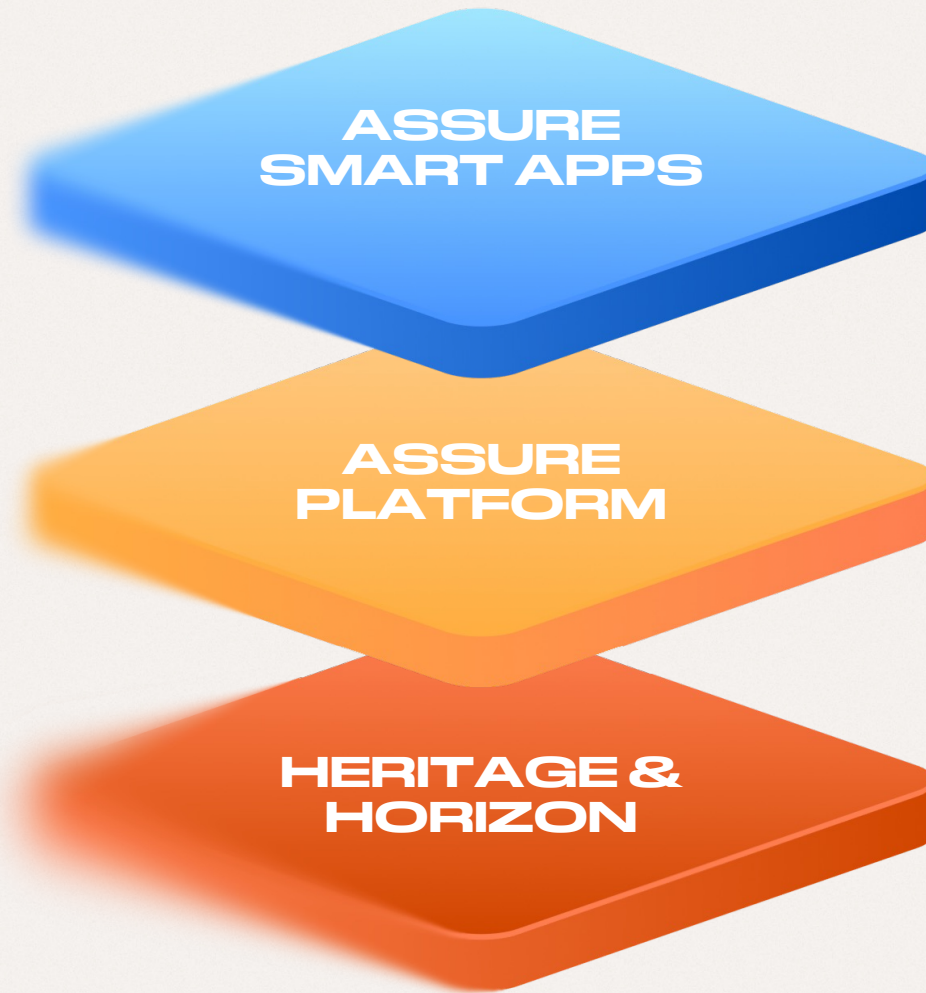 ASSURE
SMART APPS
ASSURE
PLATFORM
HERITAGE &
HORIZON